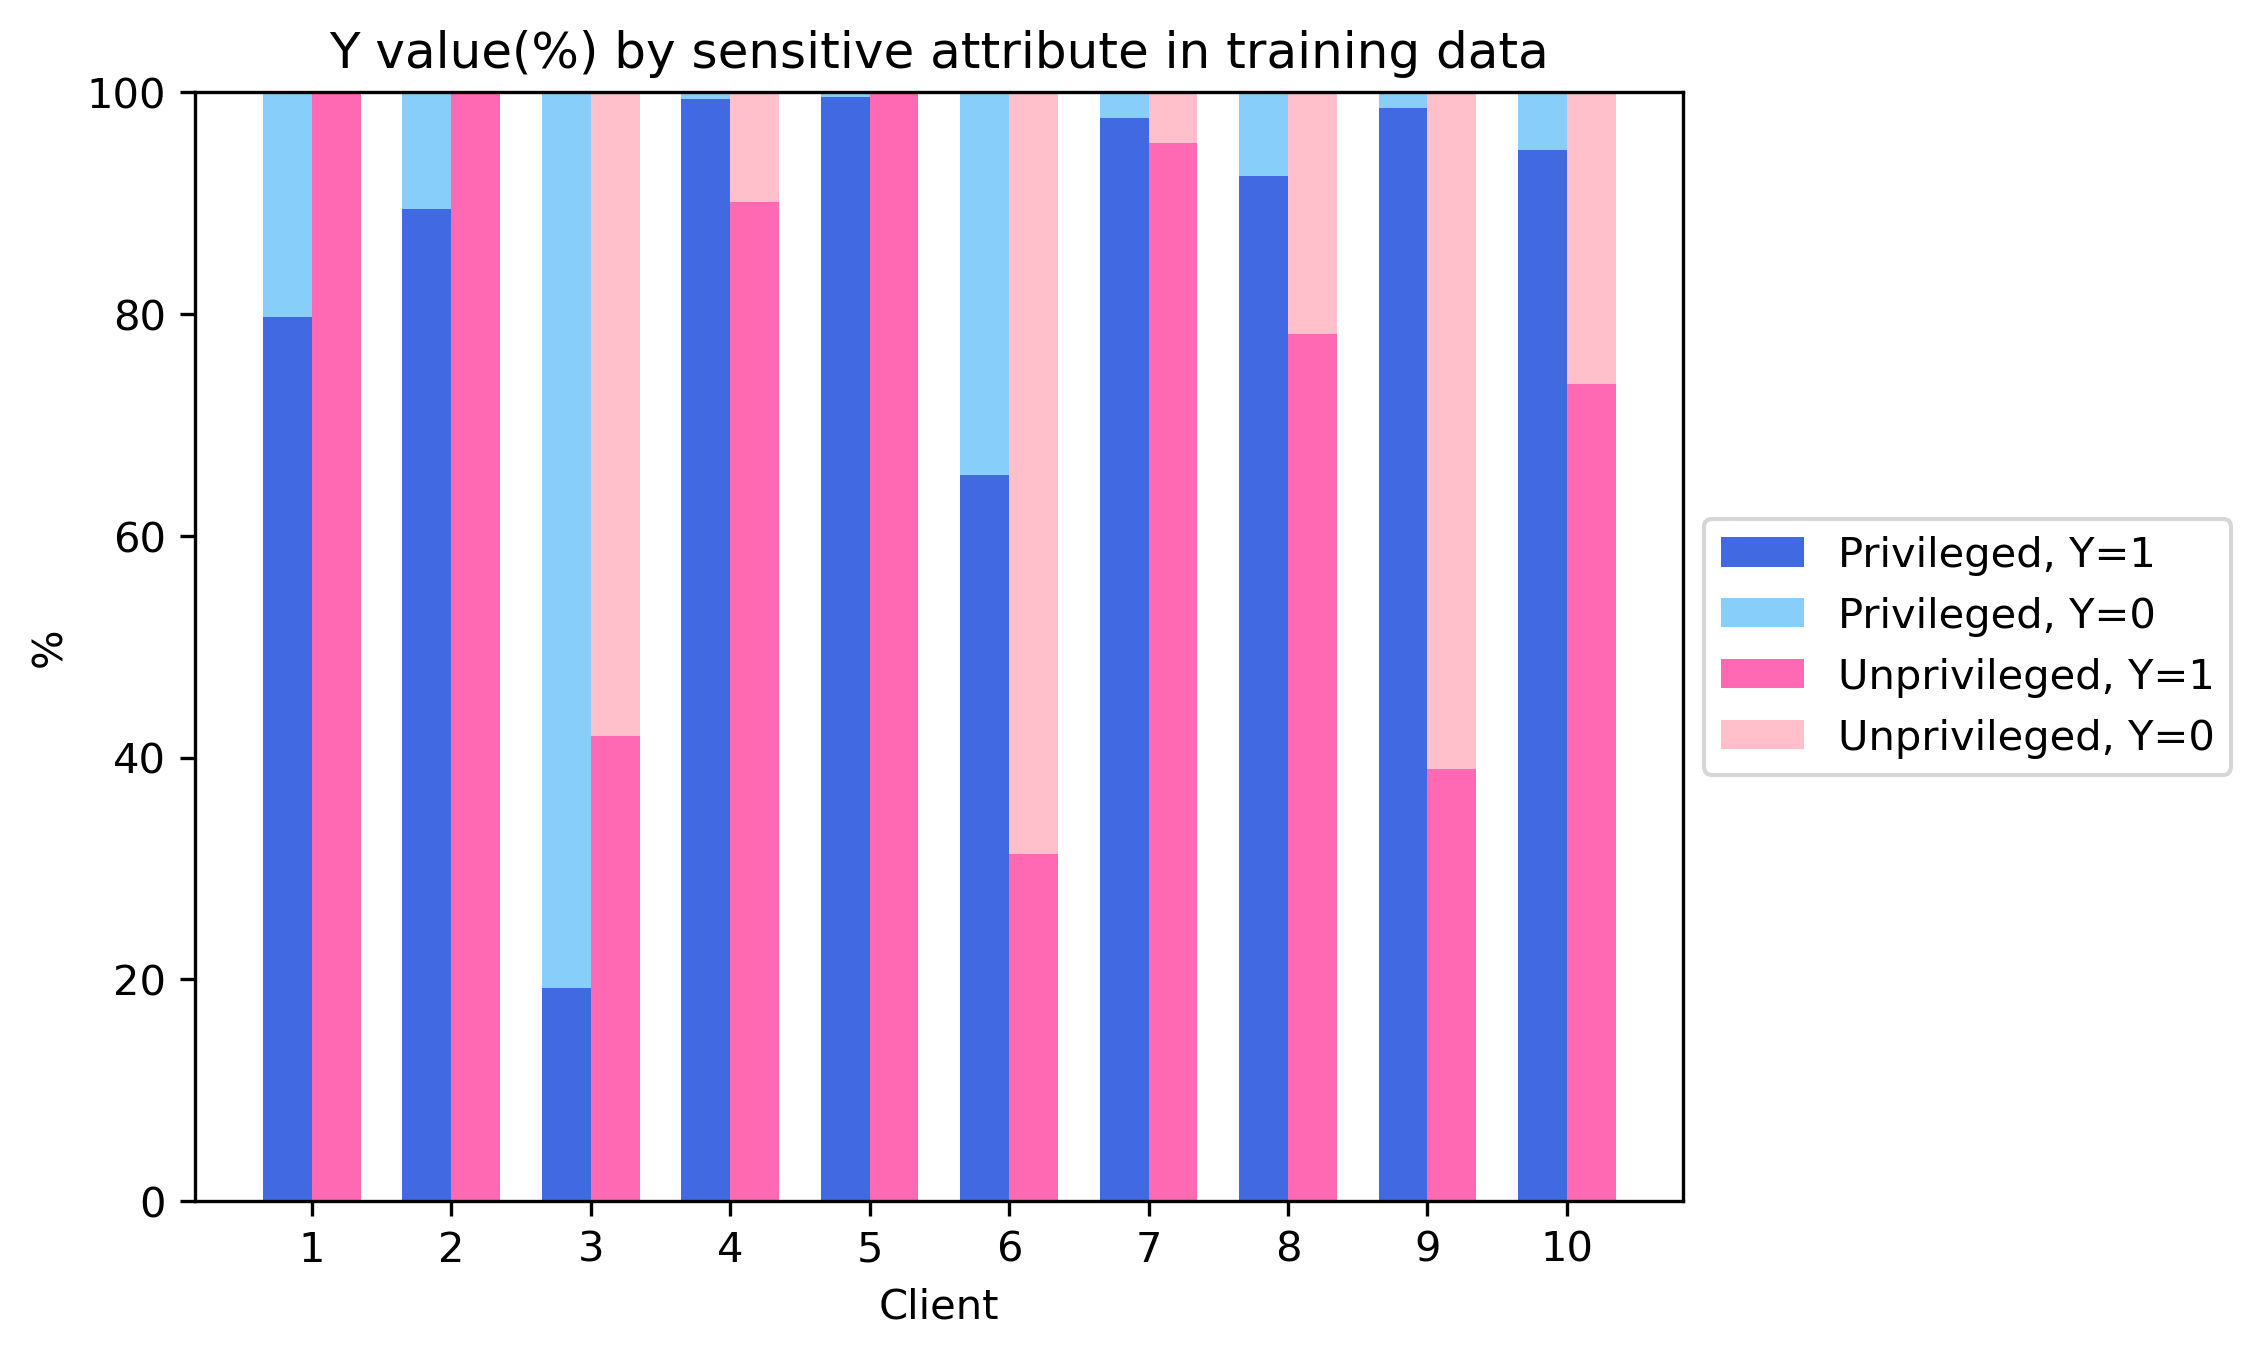 Y value(%) by sensitive attribute in training data
100
80
60
40
20
0
%
1 2 3 4 5 6 7 8 9 10
Client
Privileged, Y=1
Privileged, Y=0
Unprivileged, Y=1
Unprivileged, Y=0